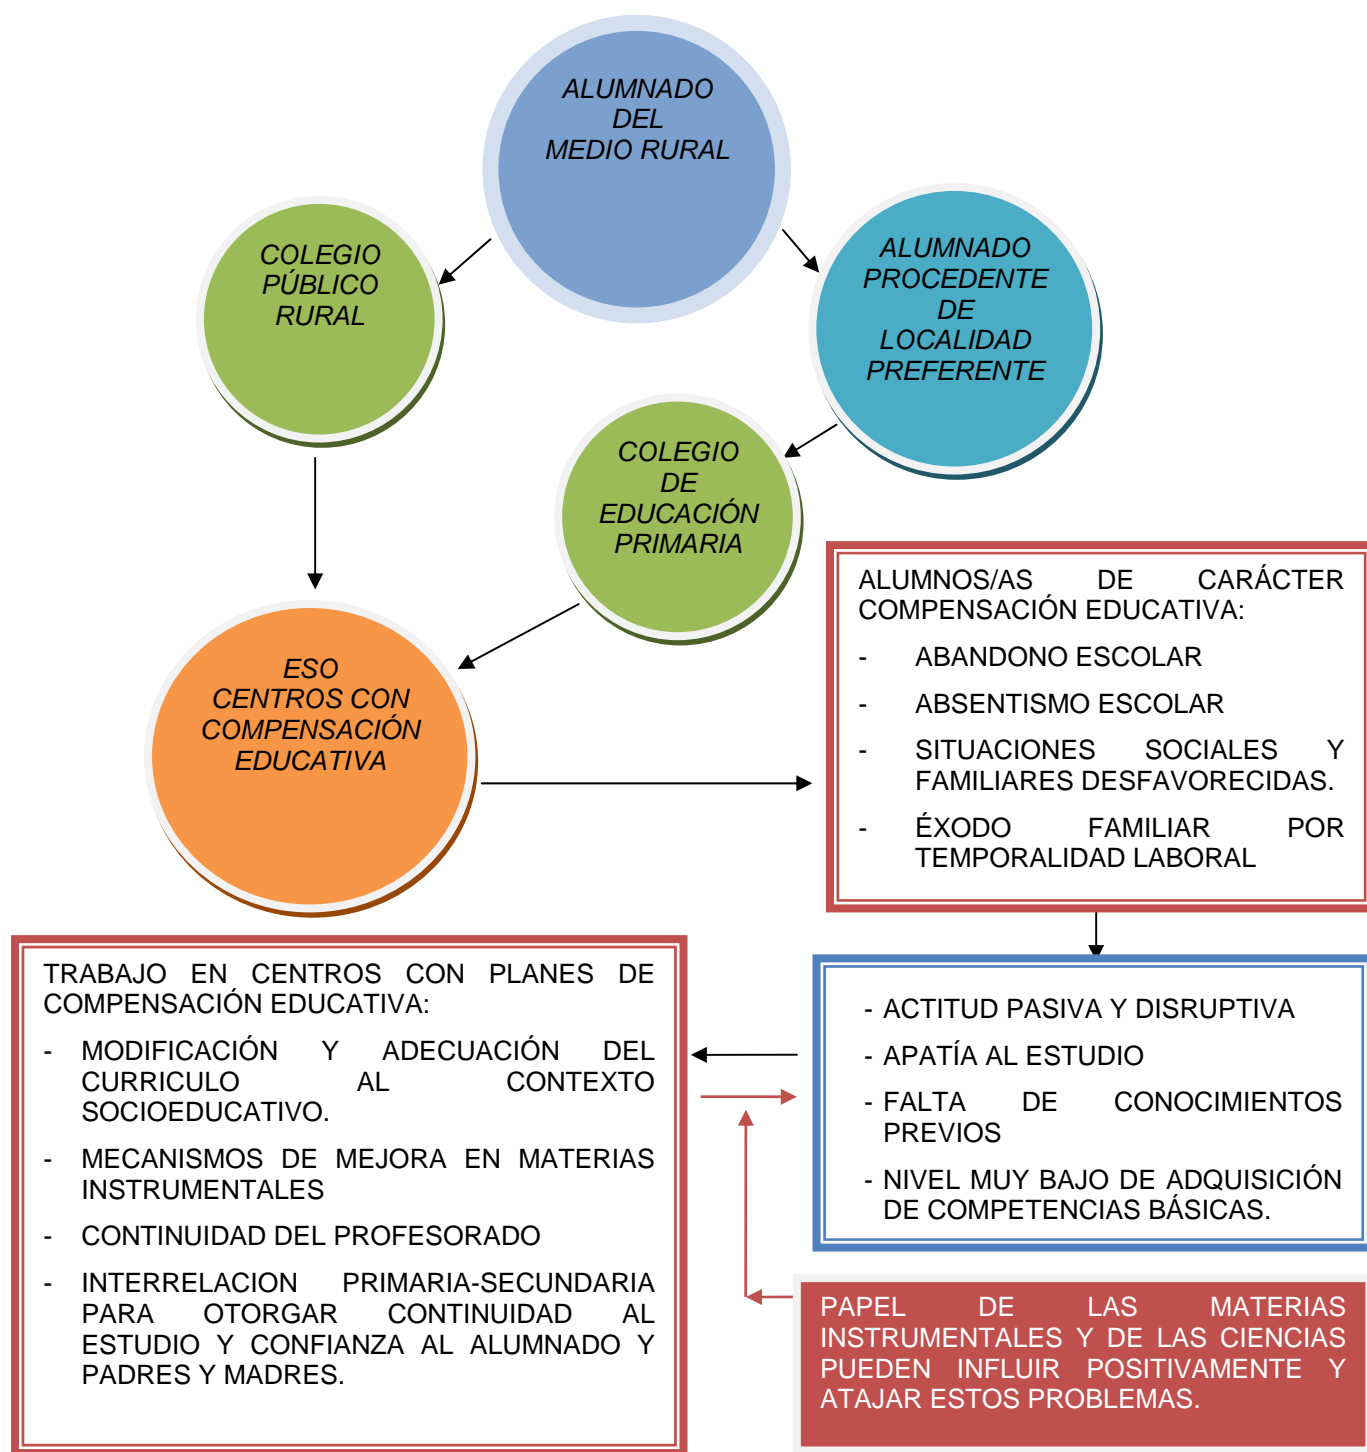 ALUMNADO
DEL
MEDIO RURAL
COLEGIO
PÚBLICO
RURAL
ALUMNADO
PROCEDENTE
DE
LOCALIDAD
PREFERENTE
COLEGIO
DE
EDUCACIÓN
PRIMARIA
ESO
CENTROS CON
COMPENSACIÓN
EDUCATIVA
ALUMNOS/AS DE CARÁCTER
COMPENSACIÓN EDUCATIVA:
- ABANDONO ESCOLAR
- ABSENTISMO ESCOLAR
- SITUACIONES SOCIALES Y
FAMILIARES DESFAVORECIDAS.
- ÉXODO FAMILIAR POR
TEMPORALIDAD LABORAL
TRABAJO EN CENTROS CON PLANES DE
COMPENSACIÓN EDUCATIVA:
- MODIFICACIÓN Y ADECUACIÓN DEL
CURRICULO AL CONTEXTO
SOCIOEDUCATIVO.
- MECANISMOS DE MEJORA EN MATERIAS
INSTRUMENTALES
- CONTINUIDAD DEL PROFESORADO
- INTERRELACION PRIMARIA-SECUNDARIA
PARA OTORGAR CONTINUIDAD AL
ESTUDIO Y CONFIANZA AL ALUMNADO Y
PADRES Y MADRES.
- ACTITUD PASIVA Y DISRUPTIVA
- APATÍA AL ESTUDIO
- FALTA DE CONOCIMIENTOS
PREVIOS
- NIVEL MUY BAJO DE ADQUISICIÓN
DE COMPETENCIAS BÁSICAS.
PAPEL DE LAS MATERIAS
INSTRUMENTALES Y DE LAS CIENCIAS
PUEDEN INFLUIR POSITIVAMENTE Y
ATAJAR ESTOS PROBLEMAS.